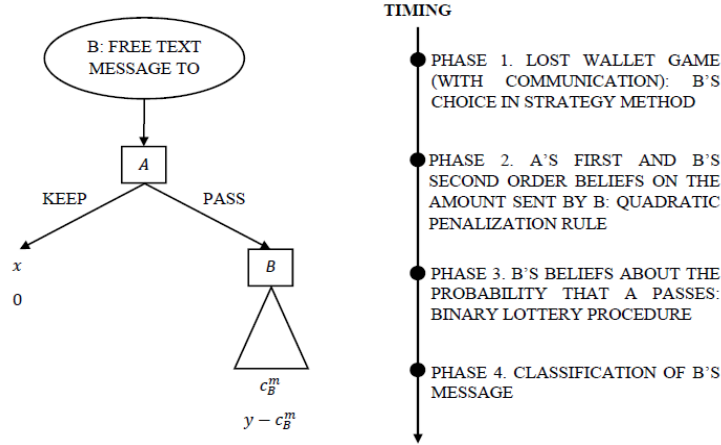 B: FREE TEXT
MESSAGE TO
A
KEEP
PASS
x
0
B
c_B^m
y − c_B^m
TIMING
PHASE 1. LOST WALLET GAME
(WITH COMMUNICATION): B'S
CHOICE IN STRATEGY METHOD
PHASE 2. A'S FIRST AND B'S
SECOND ORDER BELIEFS ON THE
AMOUNT SENT BY B: QUADRATIC
PENALIZATION RULE
PHASE 3. B'S BELIEFS ABOUT THE
PROBABILITY THAT A PASSES:
BINARY LOTTERY PROCEDURE
PHASE 4. CLASSIFICATION OF B'S
MESSAGE